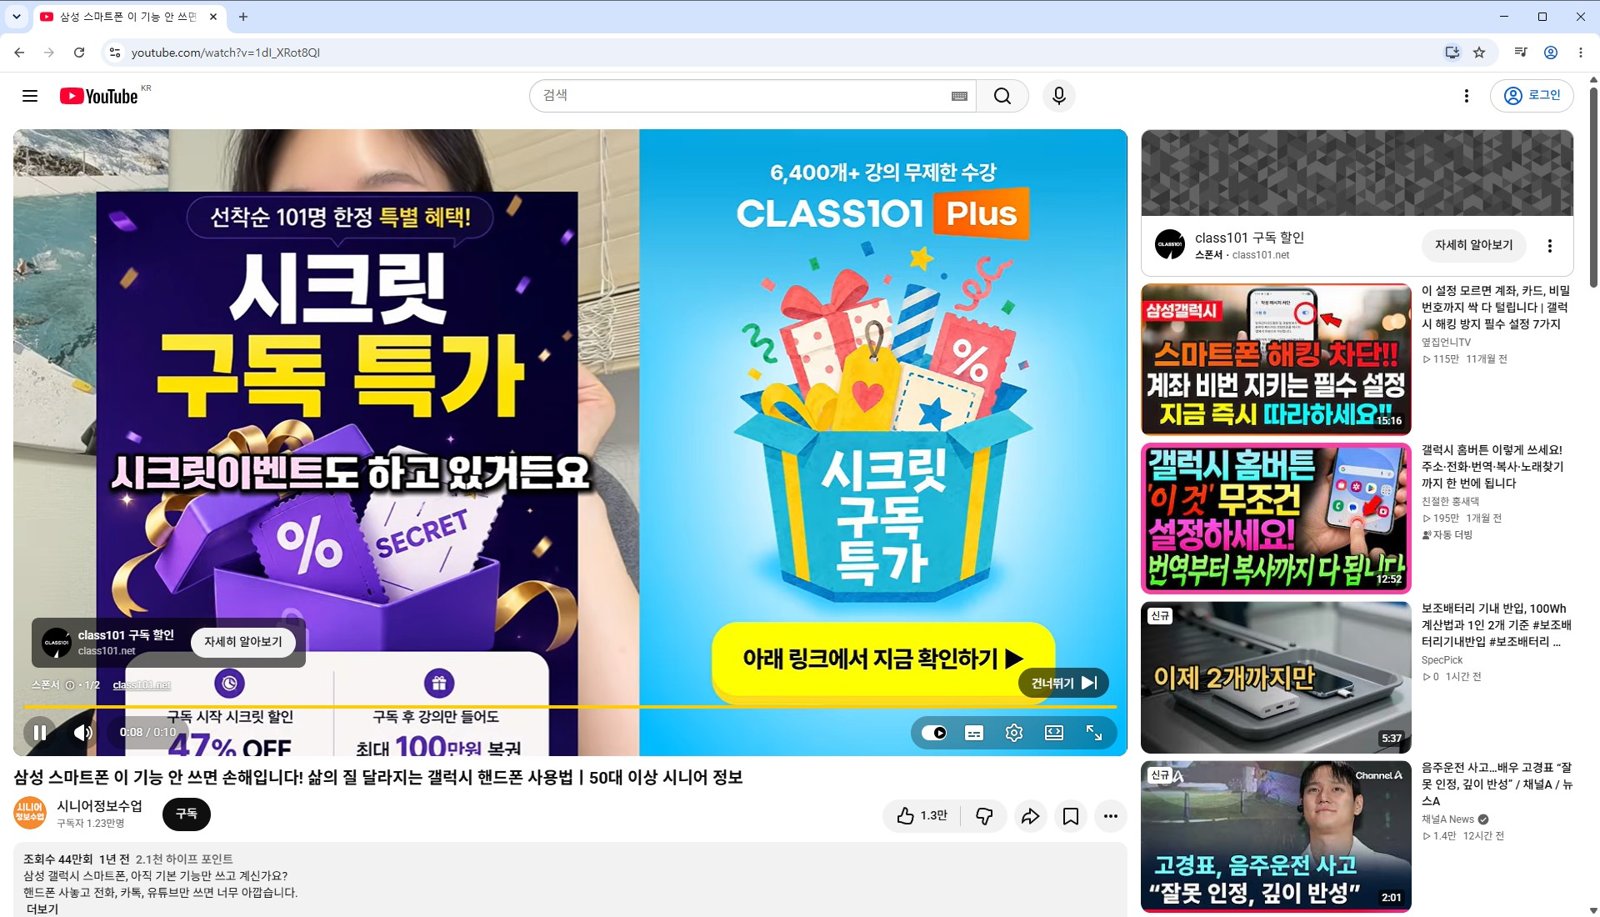 삼성 스마트폰 이 기능 안 쓰면
youtube.com/watch?v=1dI_XRot8QI
YouTube KR
검색
로그인
선착순 101명 한정 특별 혜택!
시크릿
구독 특가
시크릿이벤트도 하고 있거든요
%
SECRET
class101 구독 할인
class101.net
자세히 알아보기
스폰서 · 1/2 class101.net
구독 시작 시크릿 할인
47% OFF
구독 후 강의만 들어도
최대 100만원 복권
0:08 / 0:10
6,400개+ 강의 무제한 수강
CLASS101 Plus
%
시크릿
구독
특가
아래 링크에서 지금 확인하기 ▶
건너뛰기
삼성 스마트폰 이 기능 안 쓰면 손해입니다! 삶의 질 달라지는 갤럭시 핸드폰 사용법 | 50대 이상 시니어 정보
시니어
정보수업
시니어정보수업
구독자 1.23만명
구독
1.3만
조회수 44만회 1년 전 2.1천 하이프 포인트
삼성 갤럭시 스마트폰, 아직 기본 기능만 쓰고 계신가요?
핸드폰 사놓고 전화, 카톡, 유튜브만 쓰면 너무 아깝습니다.
더보기
CLASS101
class101 구독 할인
스폰서 · class101.net
자세히 알아보기
삼성갤럭시
스마트폰 해킹 차단!!
계좌 비번 지키는 필수 설정
지금 즉시 따라하세요!!
15:16
이 설정 모르면 계좌, 카드, 비밀
번호까지 싹 다 털립니다 | 갤럭
시 해킹 방지 필수 설정 7가지
옆집언니TV
115만 11개월 전
갤럭시 홈버튼
'이 것' 무조건
설정하세요!
번역부터 복사까지 다 됩니다
12:52
갤럭시 홈버튼 이렇게 쓰세요!
주소·전화·번역·복사·노래찾기
까지 한 번에 됩니다
친절한 홍새댁
195만 1개월 전
자동 더빙
신규
이제 2개까지만
5:37
보조배터리 기내 반입, 100Wh
계산법과 1인 2개 기준 #보조배
터리기내반입 #보조배터리 ...
SpecPick
0 1시간 전
신규
Channel A
고경표, 음주운전 사고
“잘못 인정, 깊이 반성”
2:01
음주운전 사고…배우 고경표 “잘
못 인정, 깊이 반성” / 채널A / 뉴
스A
채널A News
1.4만 12시간 전